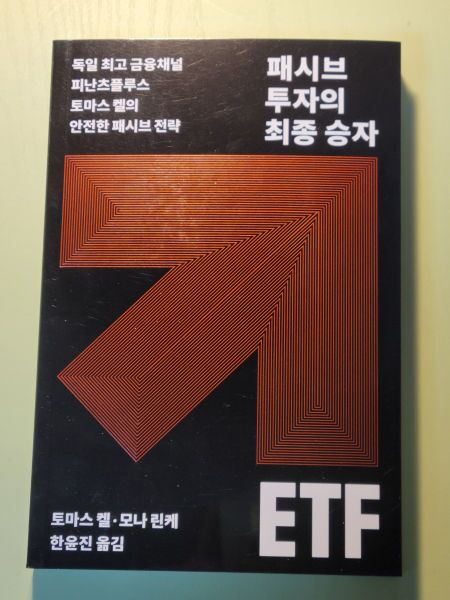 독일 최고 금융채널
피난츠플루스
토마스 켈의
안전한 패시브 전략
패시브
투자의
최종 승자
ETF
토마스 켈·모나 린케
한윤진 옮김